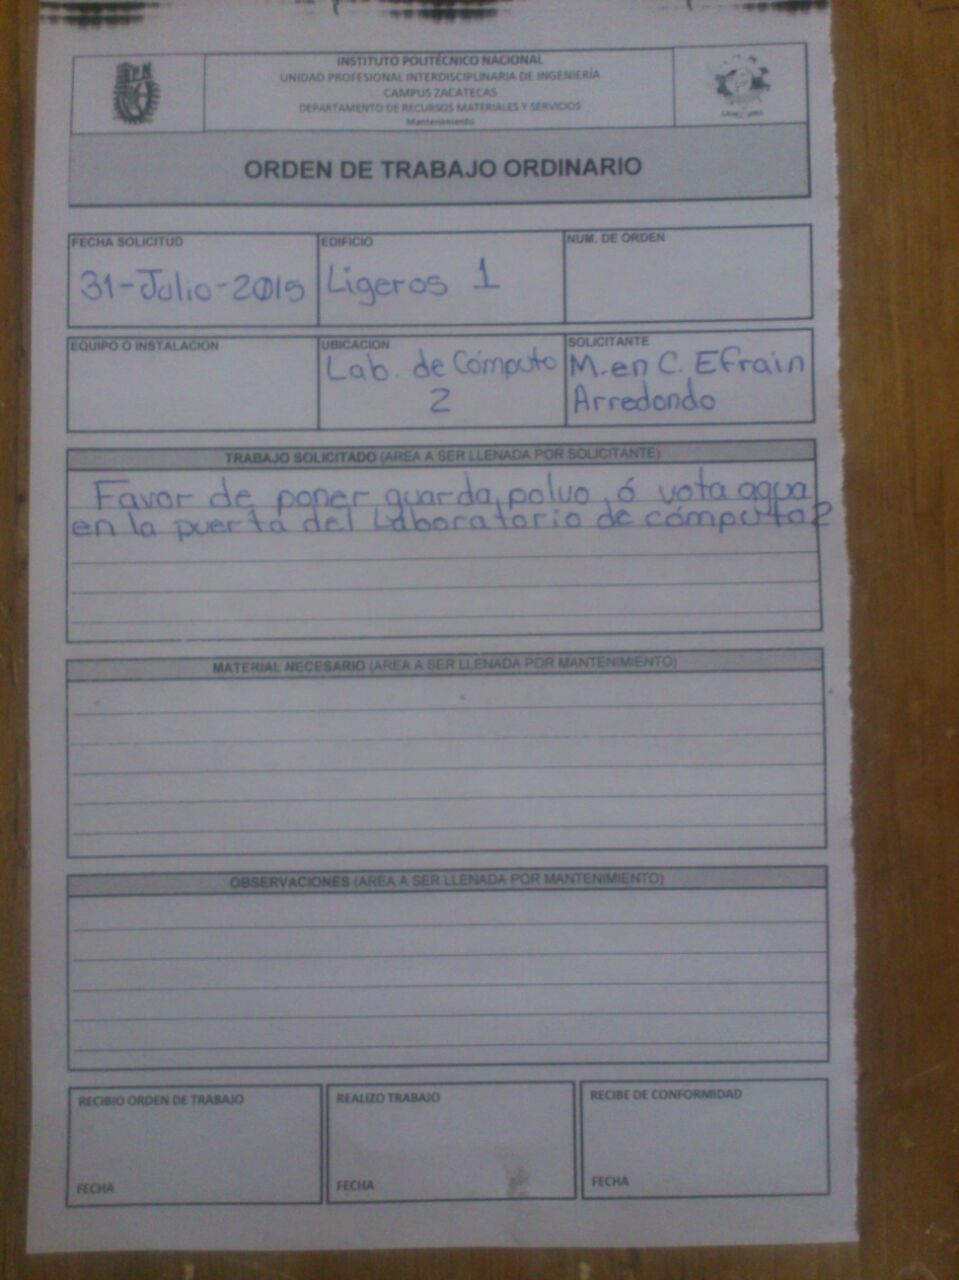 INSTITUTO POLITÉCNICO NACIONAL
UNIDAD PROFESIONAL INTERDISCIPLINARIA DE INGENIERÍA
CAMPUS ZACATECAS
DEPARTAMENTO DE RECURSOS MATERIALES Y SERVICIOS
Mantenimiento
ORDEN DE TRABAJO ORDINARIO
FECHA SOLICITUD
31-Julio-2015
EDIFICIO
Ligeros 1
NUM. DE ORDEN
EQUIPO O INSTALACION
UBICACION
Lab. de Cómputo
2
SOLICITANTE
M. en C. Efrain
Arredondo
TRABAJO SOLICITADO (AREA A SER LLENADA POR SOLICITANTE)
Favor de poner guarda polvo ó vota agua
en la puerta del Laboratorio de cómputo 2
MATERIAL NECESARIO (AREA A SER LLENADA POR MANTENIMIENTO)
OBSERVACIONES (AREA A SER LLENADA POR MANTENIMIENTO)
RECIBIO ORDEN DE TRABAJO
FECHA
REALIZO TRABAJO
FECHA
RECIBE DE CONFORMIDAD
FECHA